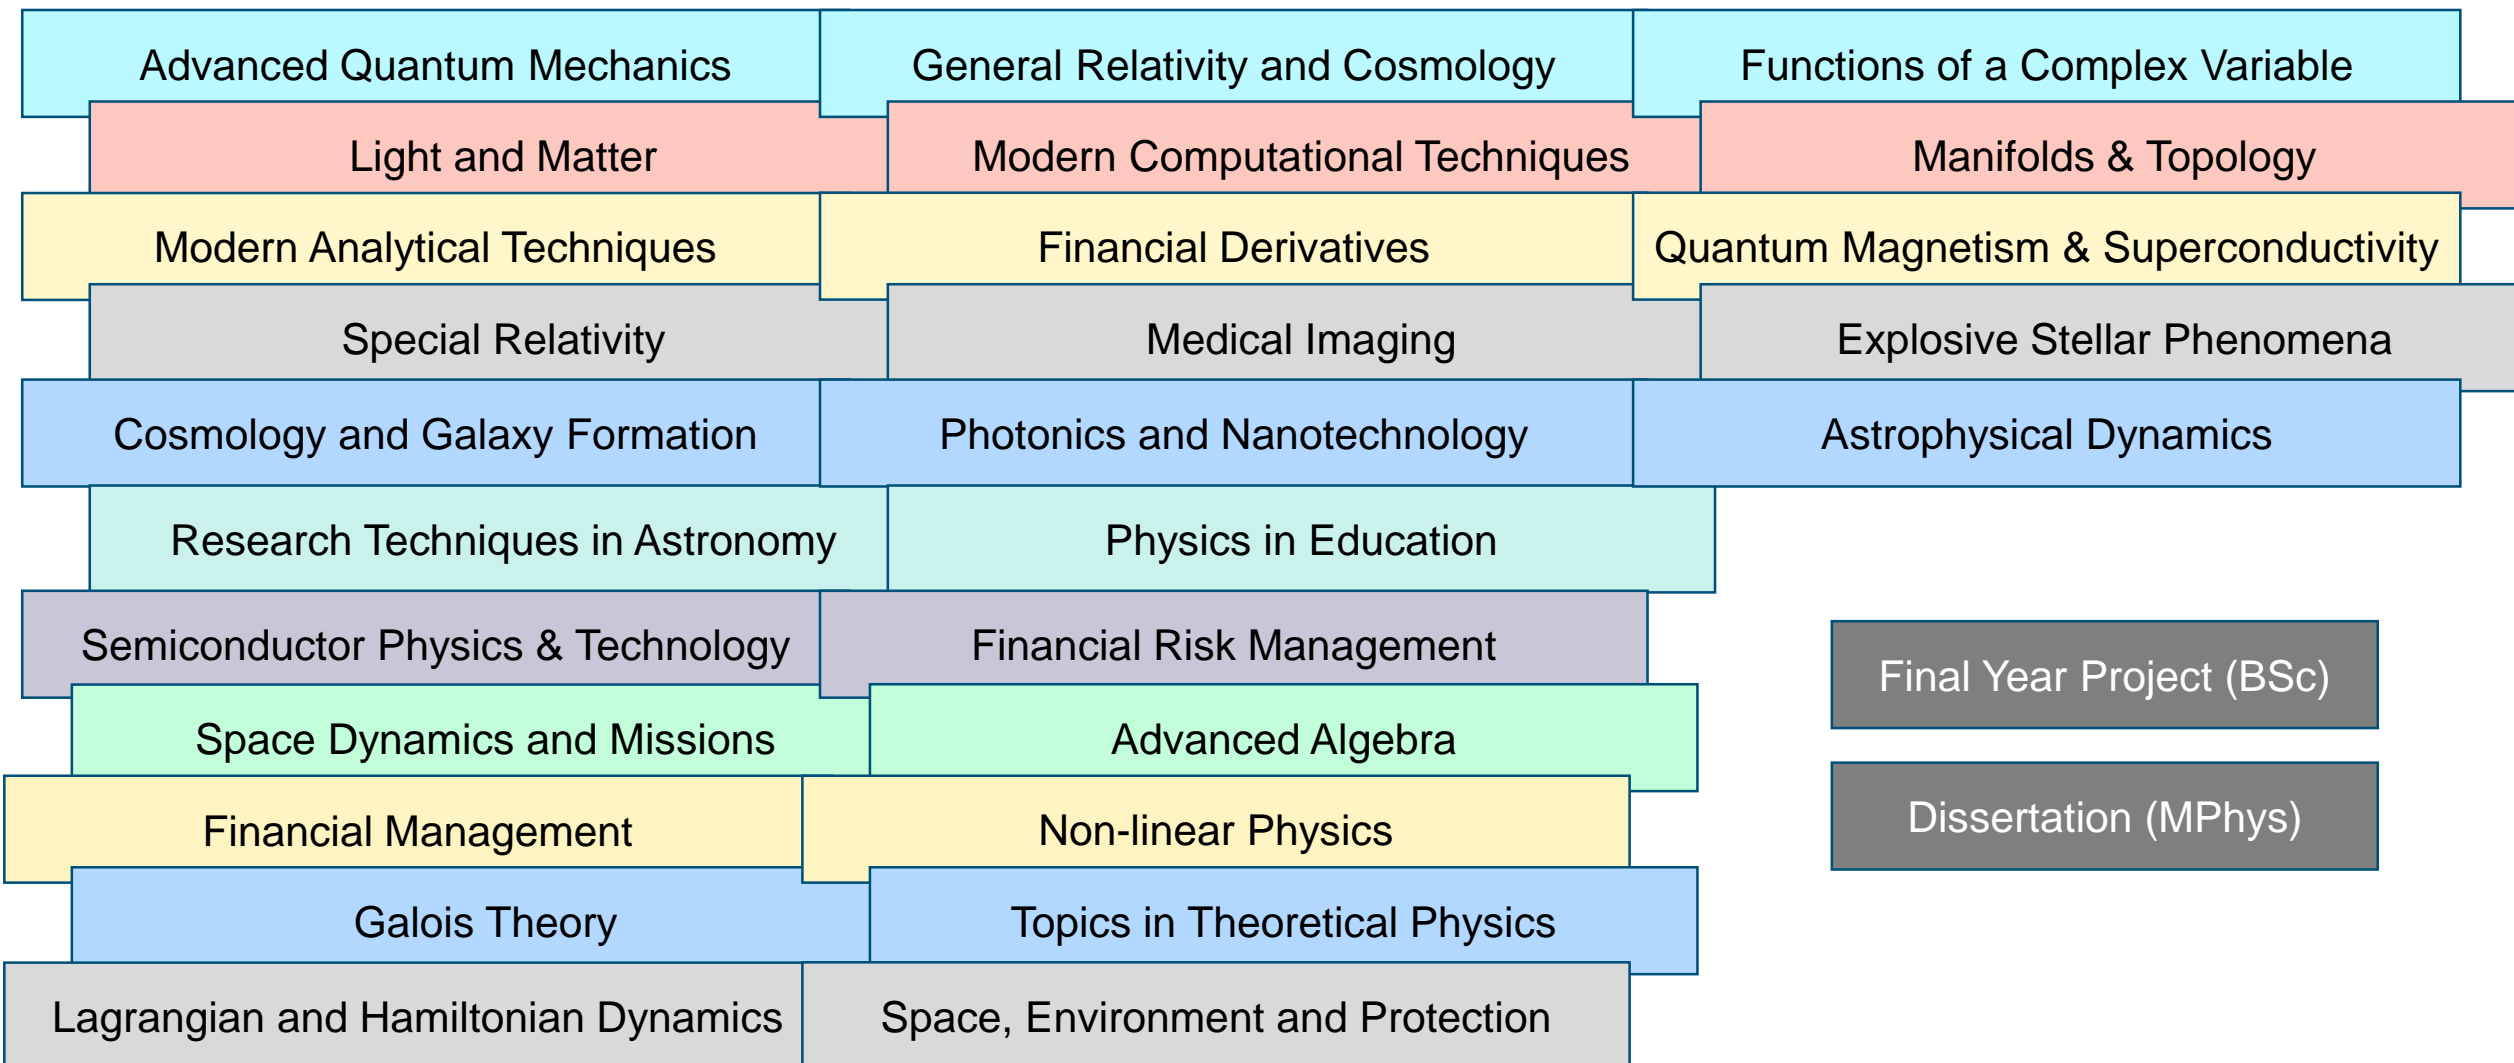 Advanced Quantum Mechanics
General Relativity and Cosmology
Functions of a Complex Variable
Light and Matter
Modern Computational Techniques
Manifolds & Topology
Modern Analytical Techniques
Financial Derivatives
Quantum Magnetism & Superconductivity
Special Relativity
Medical Imaging
Explosive Stellar Phenomena
Cosmology and Galaxy Formation
Photonics and Nanotechnology
Astrophysical Dynamics
Research Techniques in Astronomy
Physics in Education
Semiconductor Physics & Technology
Financial Risk Management
Final Year Project (BSc)
Space Dynamics and Missions
Advanced Algebra
Financial Management
Non-linear Physics
Dissertation (MPhys)
Galois Theory
Topics in Theoretical Physics
Lagrangian and Hamiltonian Dynamics
Space, Environment and Protection